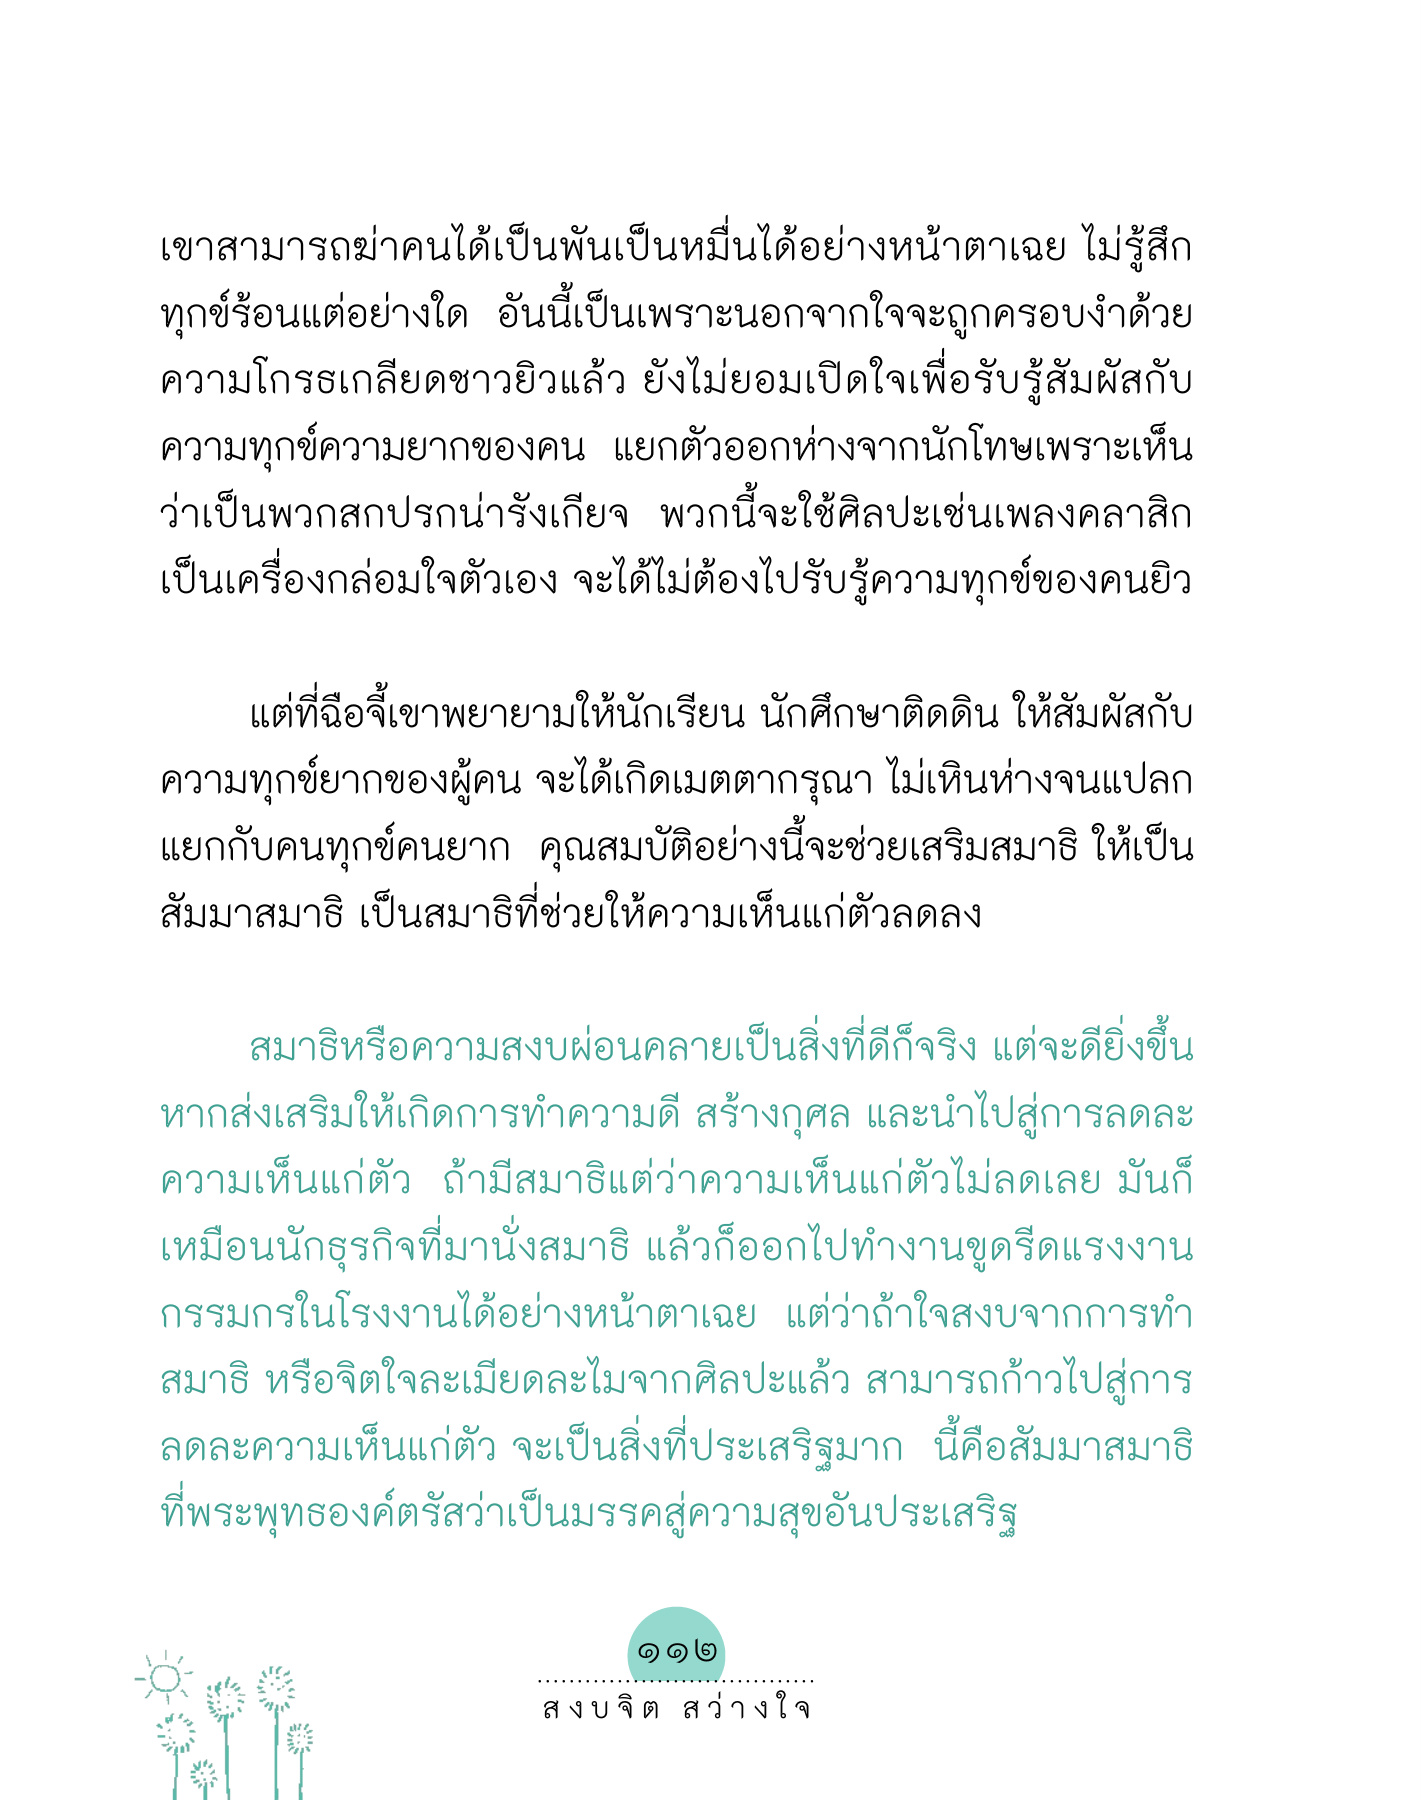 เขาสามารถฆ่าคนได้เป็นพันเป็นหมื่นได้อย่างหน้าตาเฉย ไม่รู้สึก
ทุกข์ร้อนแต่อย่างใด  อันนี้เป็นเพราะนอกจากใจจะถูกครอบงำด้วย
ความโกรธเกลียดชาวยิวแล้ว ยังไม่ยอมเปิดใจเพื่อรับรู้สัมผัสกับ
ความทุกข์ความยากของคน  แยกตัวออกห่างจากนักโทษเพราะเห็น
ว่าเป็นพวกสกปรกน่ารังเกียจ  พวกนี้จะใช้ศิลปะเช่นเพลงคลาสิก
เป็นเครื่องกล่อมใจตัวเอง จะได้ไม่ต้องไปรับรู้ความทุกข์ของคนยิว
แต่ที่ฉือจี้เขาพยายามให้นักเรียน นักศึกษาติดดิน ให้สัมผัสกับ
ความทุกข์ยากของผู้คน จะได้เกิดเมตตากรุณา ไม่เหินห่างจนแปลก
แยกกับคนทุกข์คนยาก  คุณสมบัติอย่างนี้จะช่วยเสริมสมาธิ ให้เป็น
สัมมาสมาธิ เป็นสมาธิที่ช่วยให้ความเห็นแก่ตัวลดลง
สมาธิหรือความสงบผ่อนคลายเป็นสิ่งที่ดีก็จริง แต่จะดียิ่งขึ้น
หากส่งเสริมให้เกิดการทำความดี สร้างกุศล และนำไปสู่การลดละ
ความเห็นแก่ตัว  ถ้ามีสมาธิแต่ว่าความเห็นแก่ตัวไม่ลดเลย มันก็
เหมือนนักธุรกิจที่มานั่งสมาธิ แล้วก็ออกไปทำงานขูดรีดแรงงาน
กรรมกรในโรงงานได้อย่างหน้าตาเฉย  แต่ว่าถ้าใจสงบจากการทำ
สมาธิ หรือจิตใจละเมียดละไมจากศิลปะแล้ว สามารถก้าวไปสู่การ
ลดละความเห็นแก่ตัว จะเป็นสิ่งที่ประเสริฐมาก  นี้คือสัมมาสมาธิ
ที่พระพุทธองค์ตรัสว่าเป็นมรรคสู่ความสุขอันประเสริฐ
๑๑๒
สงบจิต สว่างใจ